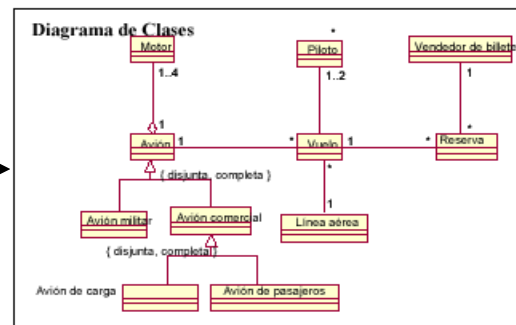 Diagrama de Clases
Motor
Piloto
*
Vendedor de billete
1..4
1..2
1
1
*
Avión
1
*
Vuelo
1
*
Reserva
{ disjunta, completa }
*
Avión militar
Avión comercial
1
Línea aérea
{ disjunta, completa }
Avión de carga
Avión de pasajeros